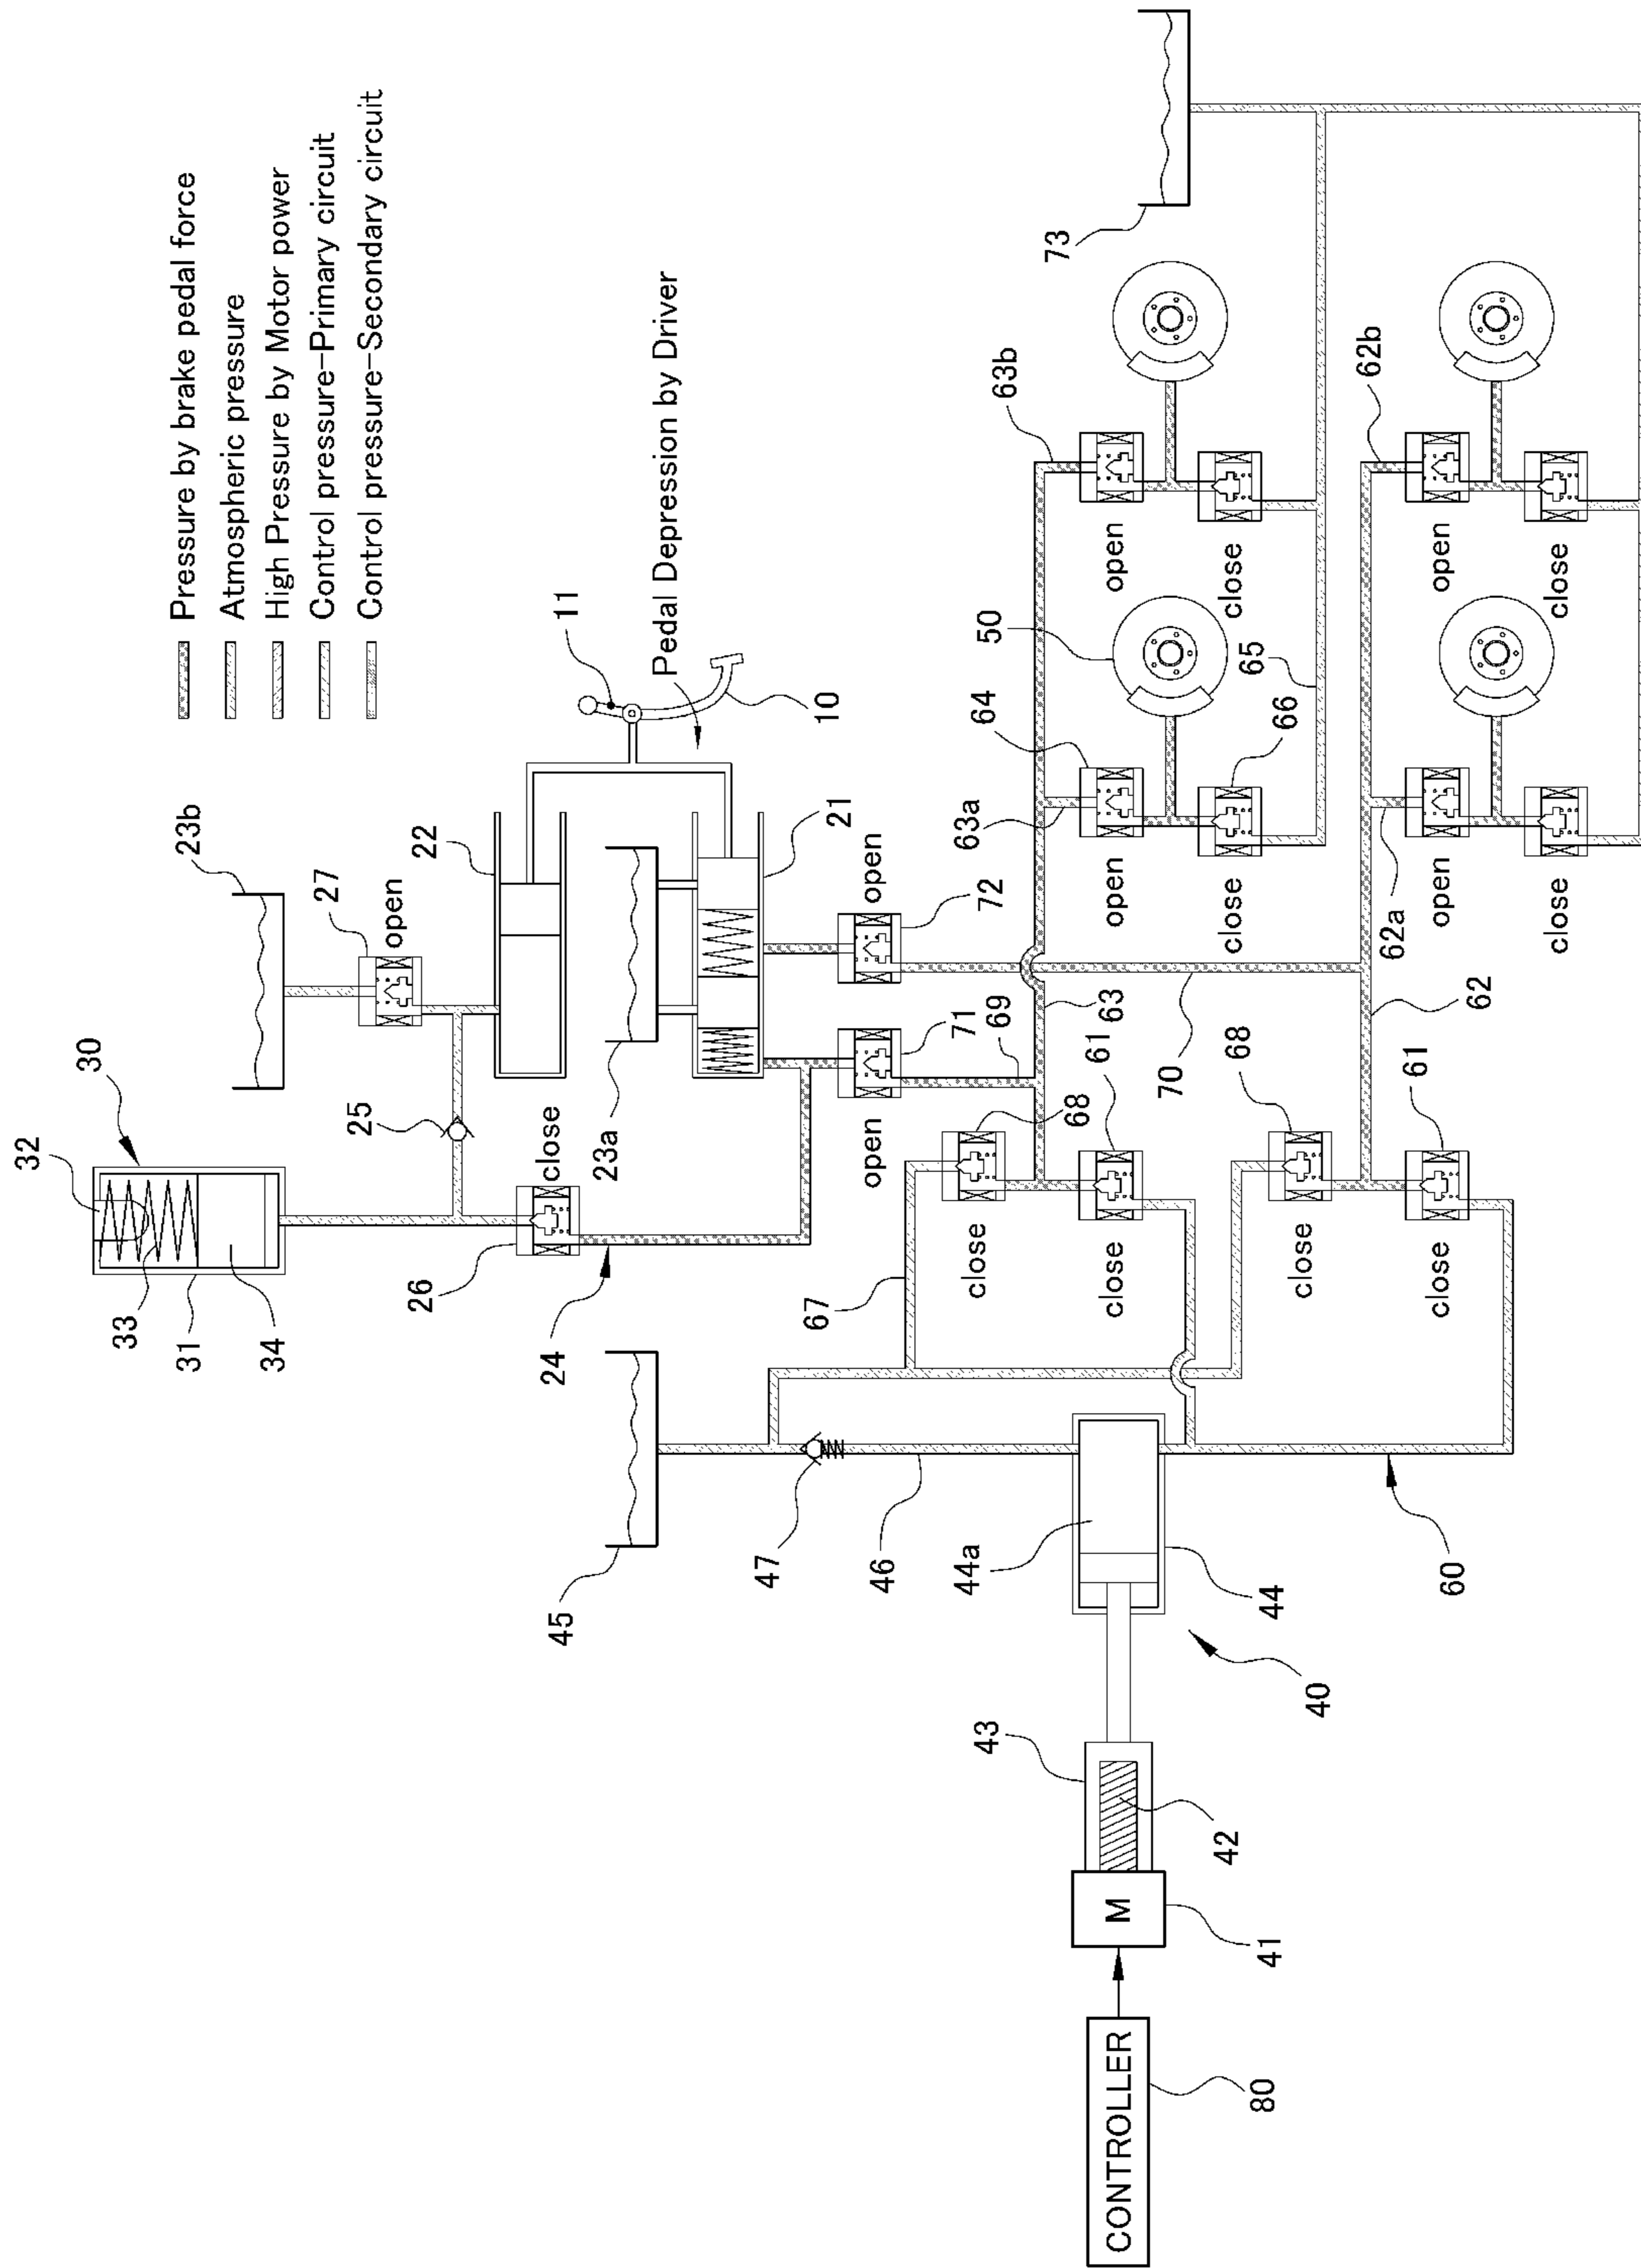 32
30
33
31
Pressure by brake pedal force
Atmospheric pressure
High Pressure by Motor power
Control pressure-Primary circuit
Control pressure-Secondary circuit
23b
34
27
25
open
26
22
close
45
24
11
23a
Pedal Depression by Driver
47
67
10
21
open
open
46
71
72
44a
close
63a
50
43
69
63b
73
68
63
44
close
61
open
open
64
CONTROLLER
M
60
70
42
close
close
80
41
68
66
65
close
40
62b
62
62a
61
close
open
open
close
close